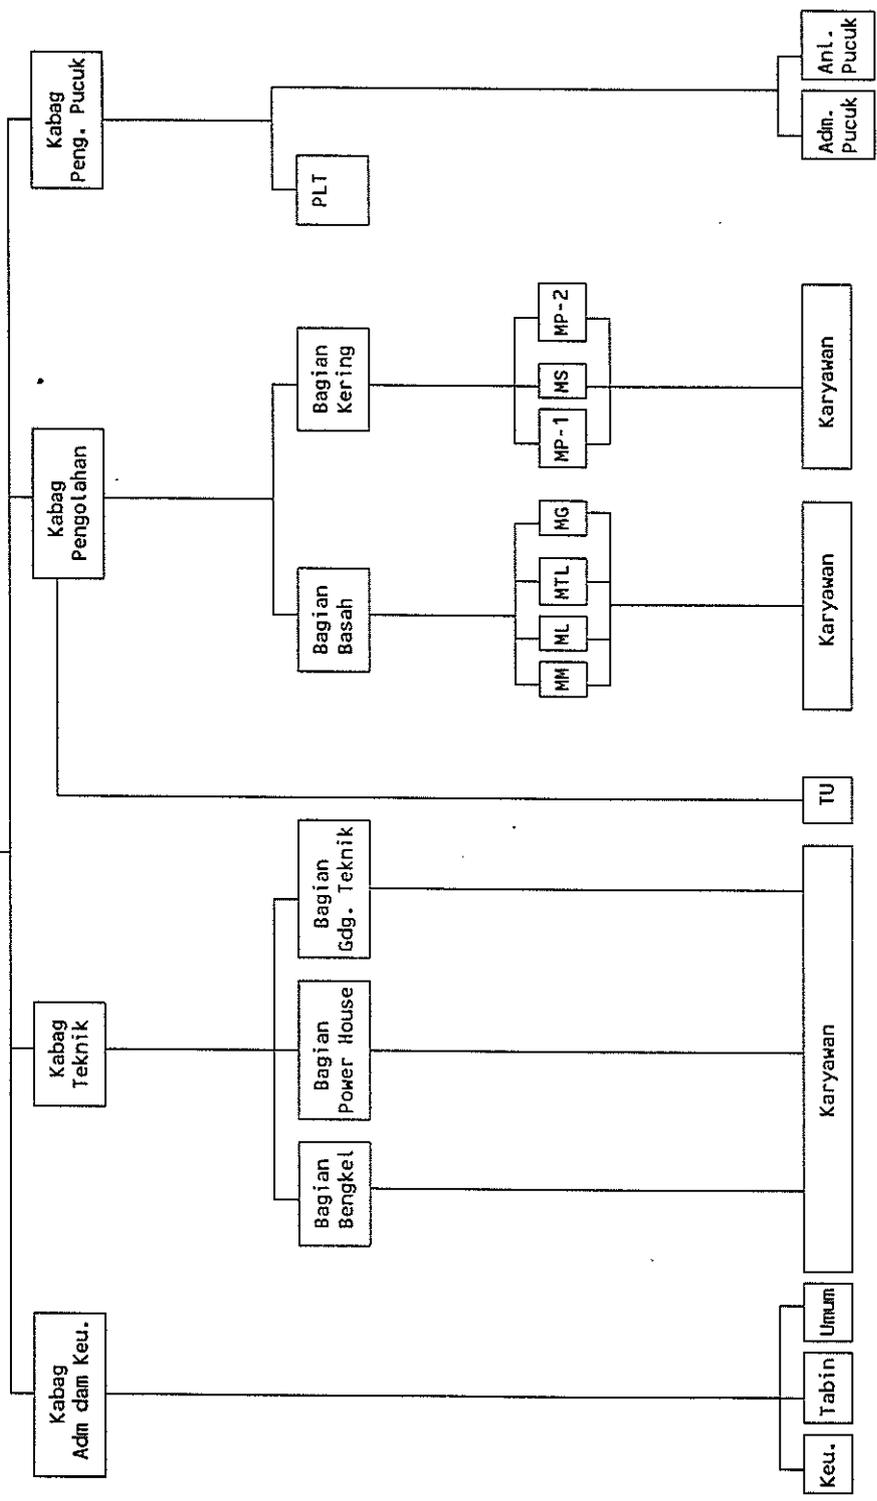 Kabag
Adm dam Keu.
Kabag
Teknik
Kabag
Pengolahan
Kabag
Peng. Pucuk
Bagian
Bengkel
Bagian
Power House
Bagian
Gdg. Teknik
Bagian
Basah
Bagian
Kering
PLT
MM
ML
MTL
MG
MP-1
MS
MP-2
Keu.
Tabin
Umum
Karyawan
TU
Karyawan
Karyawan
Adm.
Pucuk
Anl.
Pucuk